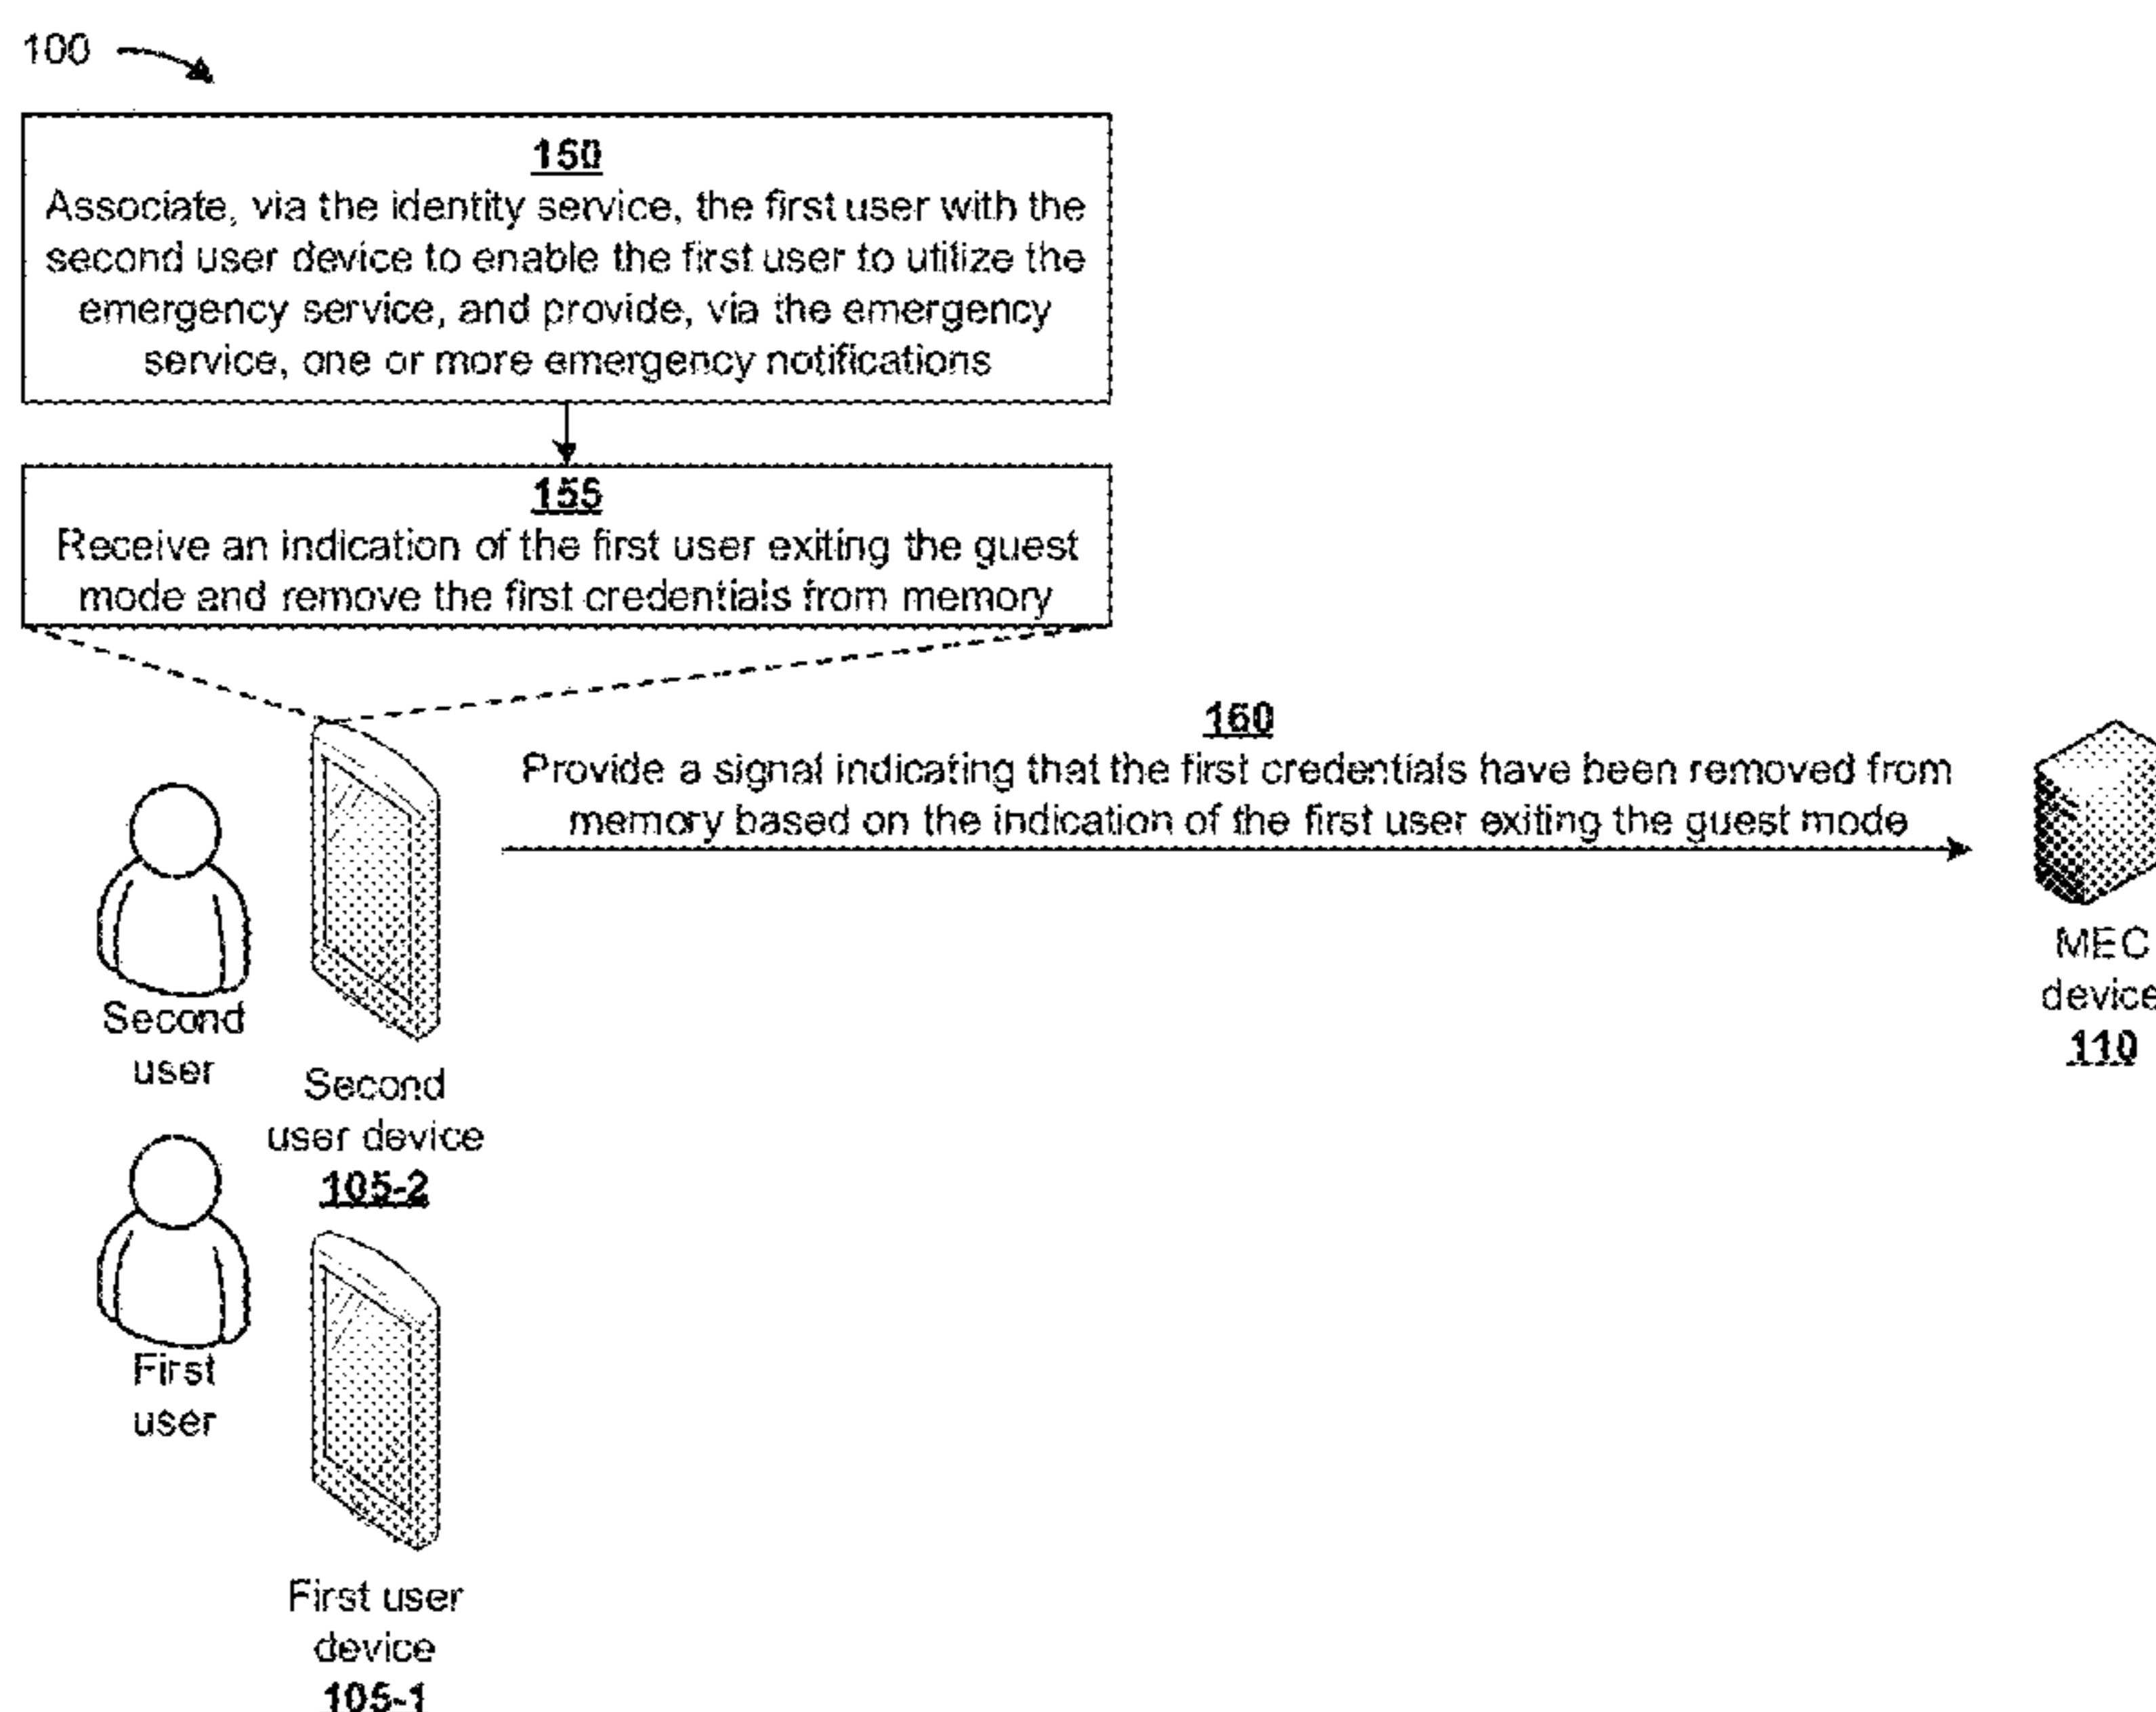 100
150
Associate, via the identity service, the first user with the
second user device to enable the first user to utilize the
emergency service, and provide, via the emergency
service, one or more emergency notifications
155
Receive an indication of the first user exiting the guest
mode and remove the first credentials from memory
160
Provide a signal indicating that the first credentials have been removed from
memory based on the indication of the first user exiting the guest mode
MEC
device
110
Second
user
Second
user device
105-2
First
user
First user
device
105-1